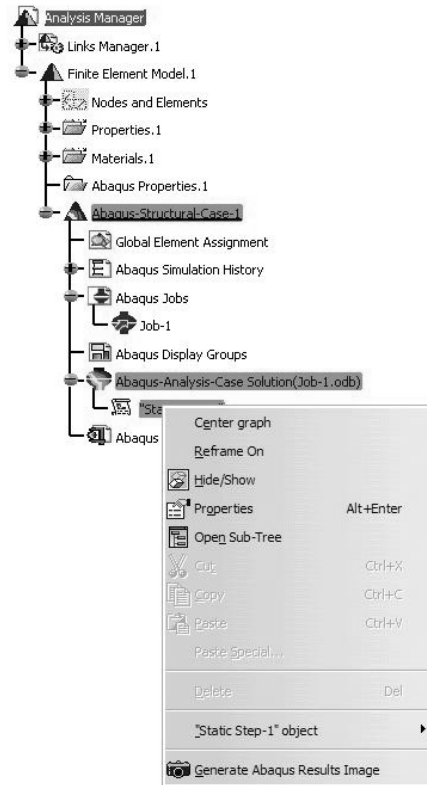 Analysis Manager
Links Manager.1
Finite Element Model.1
Nodes and Elements
Properties.1
Materials.1
Abaqus Properties.1
Abaqus-Structural-Case-1
Global Element Assignment
Abaqus Simulation History
Abaqus Jobs
Job-1
Abaqus Display Groups
Abaqus-Analysis-Case Solution(Job-1.odb)
"Sta
Abaqus
Center graph
Reframe On
Hide/Show
Properties Alt+Enter
Open Sub-Tree
Cut Ctrl+X
Copy Ctrl+C
Paste Ctrl+V
Paste Special...
Delete Del
"Static Step-1" object
Generate Abaqus Results Image